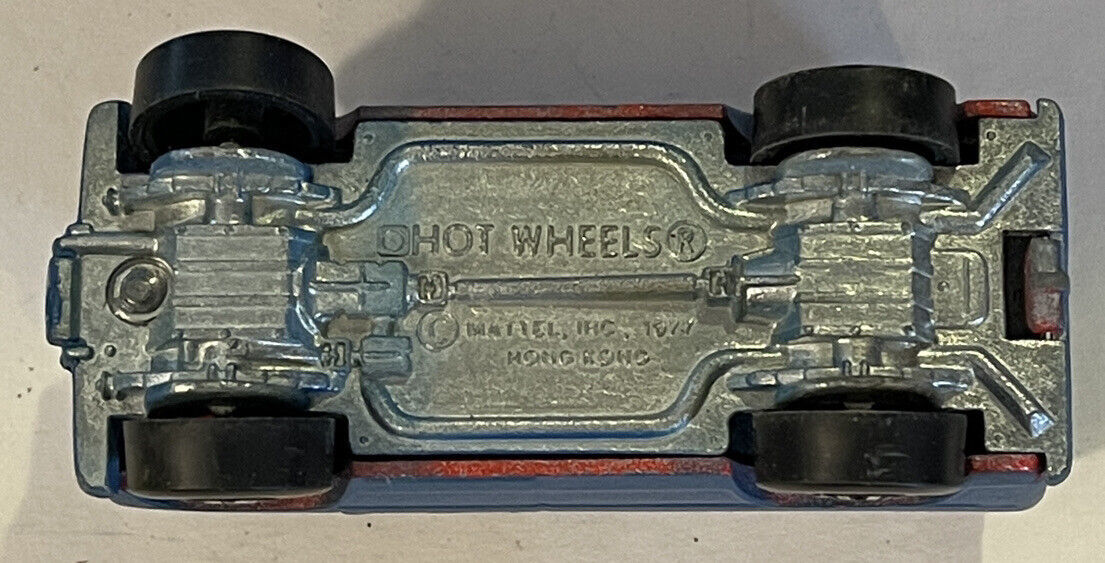 HOT WHEELS®
© MATTEL, INC., 1977
HONG KONG